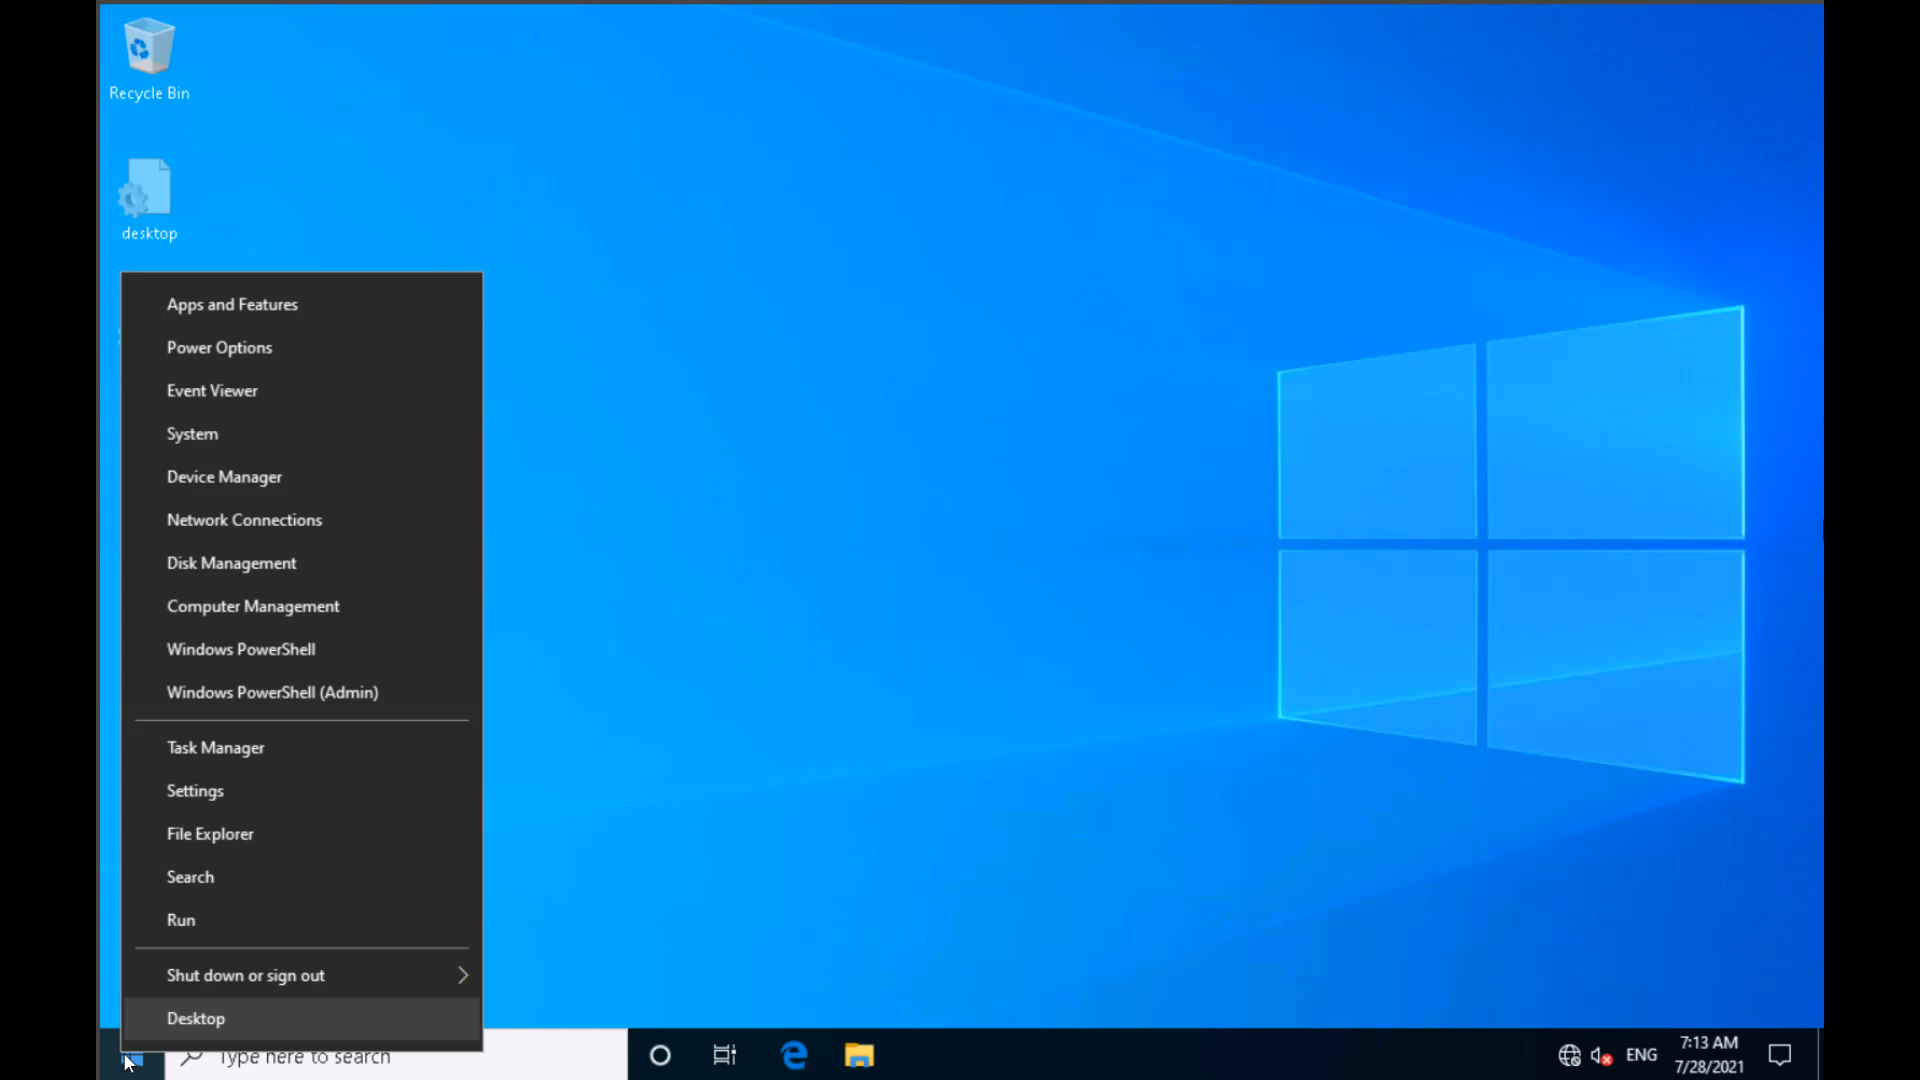 Recycle Bin
desktop
Apps and Features
Power Options
Event Viewer
System
Device Manager
Network Connections
Disk Management
Computer Management
Windows PowerShell
Windows PowerShell (Admin)
Task Manager
Settings
File Explorer
Search
Run
Shut down or sign out
Desktop
Type here to search
ENG
7:13 AM
7/28/2021